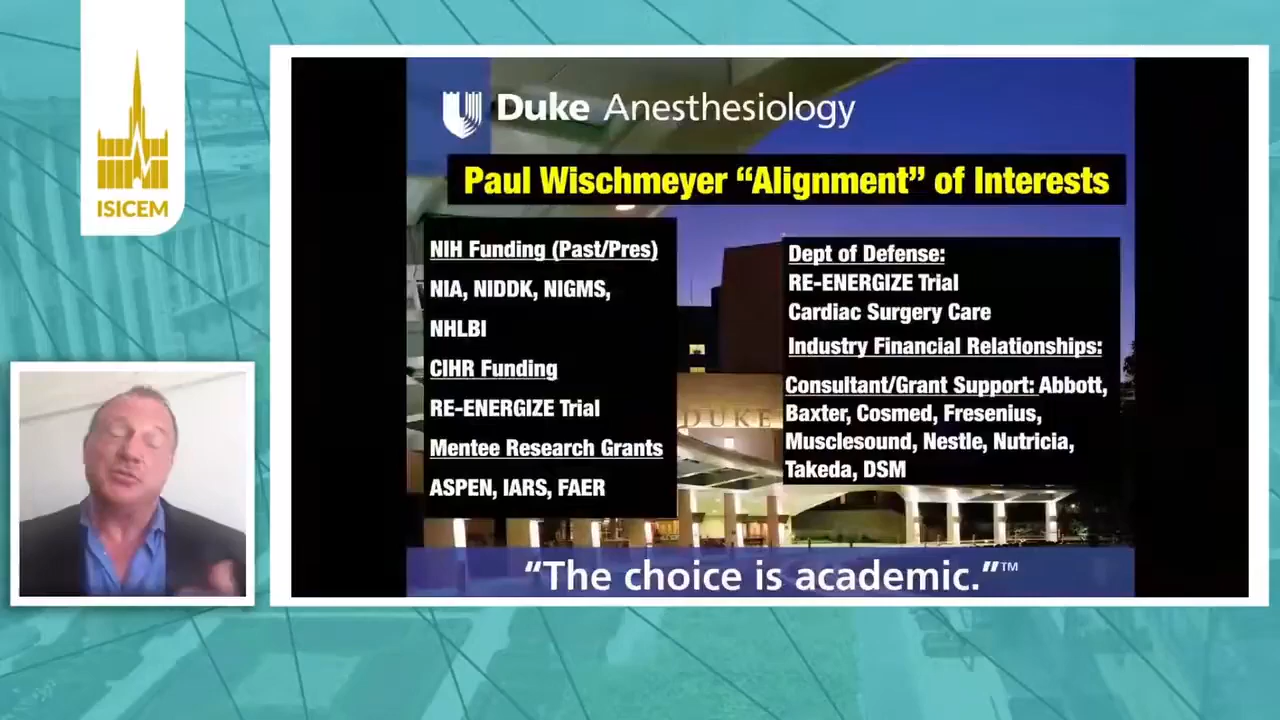 ISICEM
Duke Anesthesiology
Paul Wischmeyer “Alignment” of Interests
NIH Funding (Past/Pres)
NIA, NIDDK, NIGMS,
NHLBI
CIHR Funding
RE-ENERGIZE Trial
Mentee Research Grants
ASPEN, IARS, FAER
Dept of Defense:
RE-ENERGIZE Trial
Cardiac Surgery Care
Industry Financial Relationships:
Consultant/Grant Support: Abbott,
Baxter, Cosmed, Fresenius,
Musclesound, Nestle, Nutricia,
Takeda, DSM
DUKE
“The choice is academic.”™